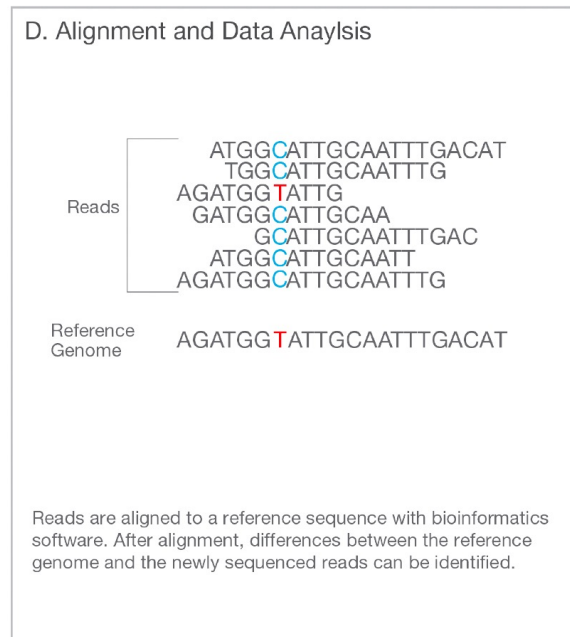 D. Alignment and Data Anaylsis
ATGGCATTGCAATTTGACAT
TGGCATTGCAATTTG
AGATGGTATTG
Reads
GATGGCATTGCAA
GCATTGCAATTTGAC
ATGGCATTGCAATT
AGATGGCATTGCAATTTG
Reference
Genome
AGATGGTATTGCAATTTGACAT
Reads are aligned to a reference sequence with bioinformatics
software. After alignment, differences between the reference
genome and the newly sequenced reads can be identified.